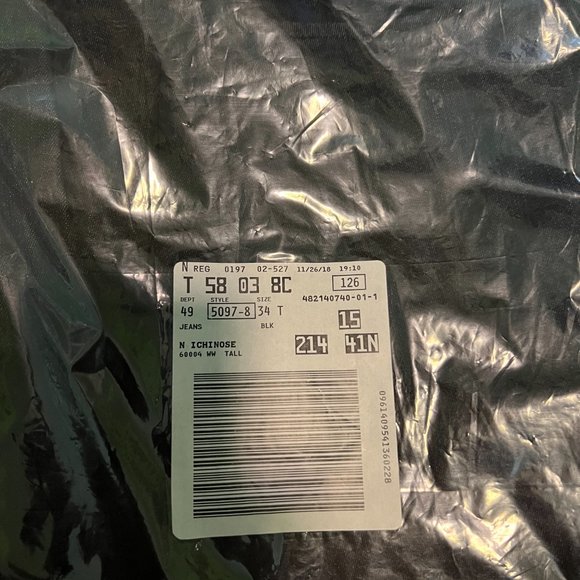 N REG 0197 02-527 11/26/18 19:10
T 58 03 8C 126
DEPT STYLE SIZE 482140740-01-1
49 5097-8 34 T 15
JEANS BLK
N ICHINOSE 214 41N
60004 WW TALL
0961409541360228